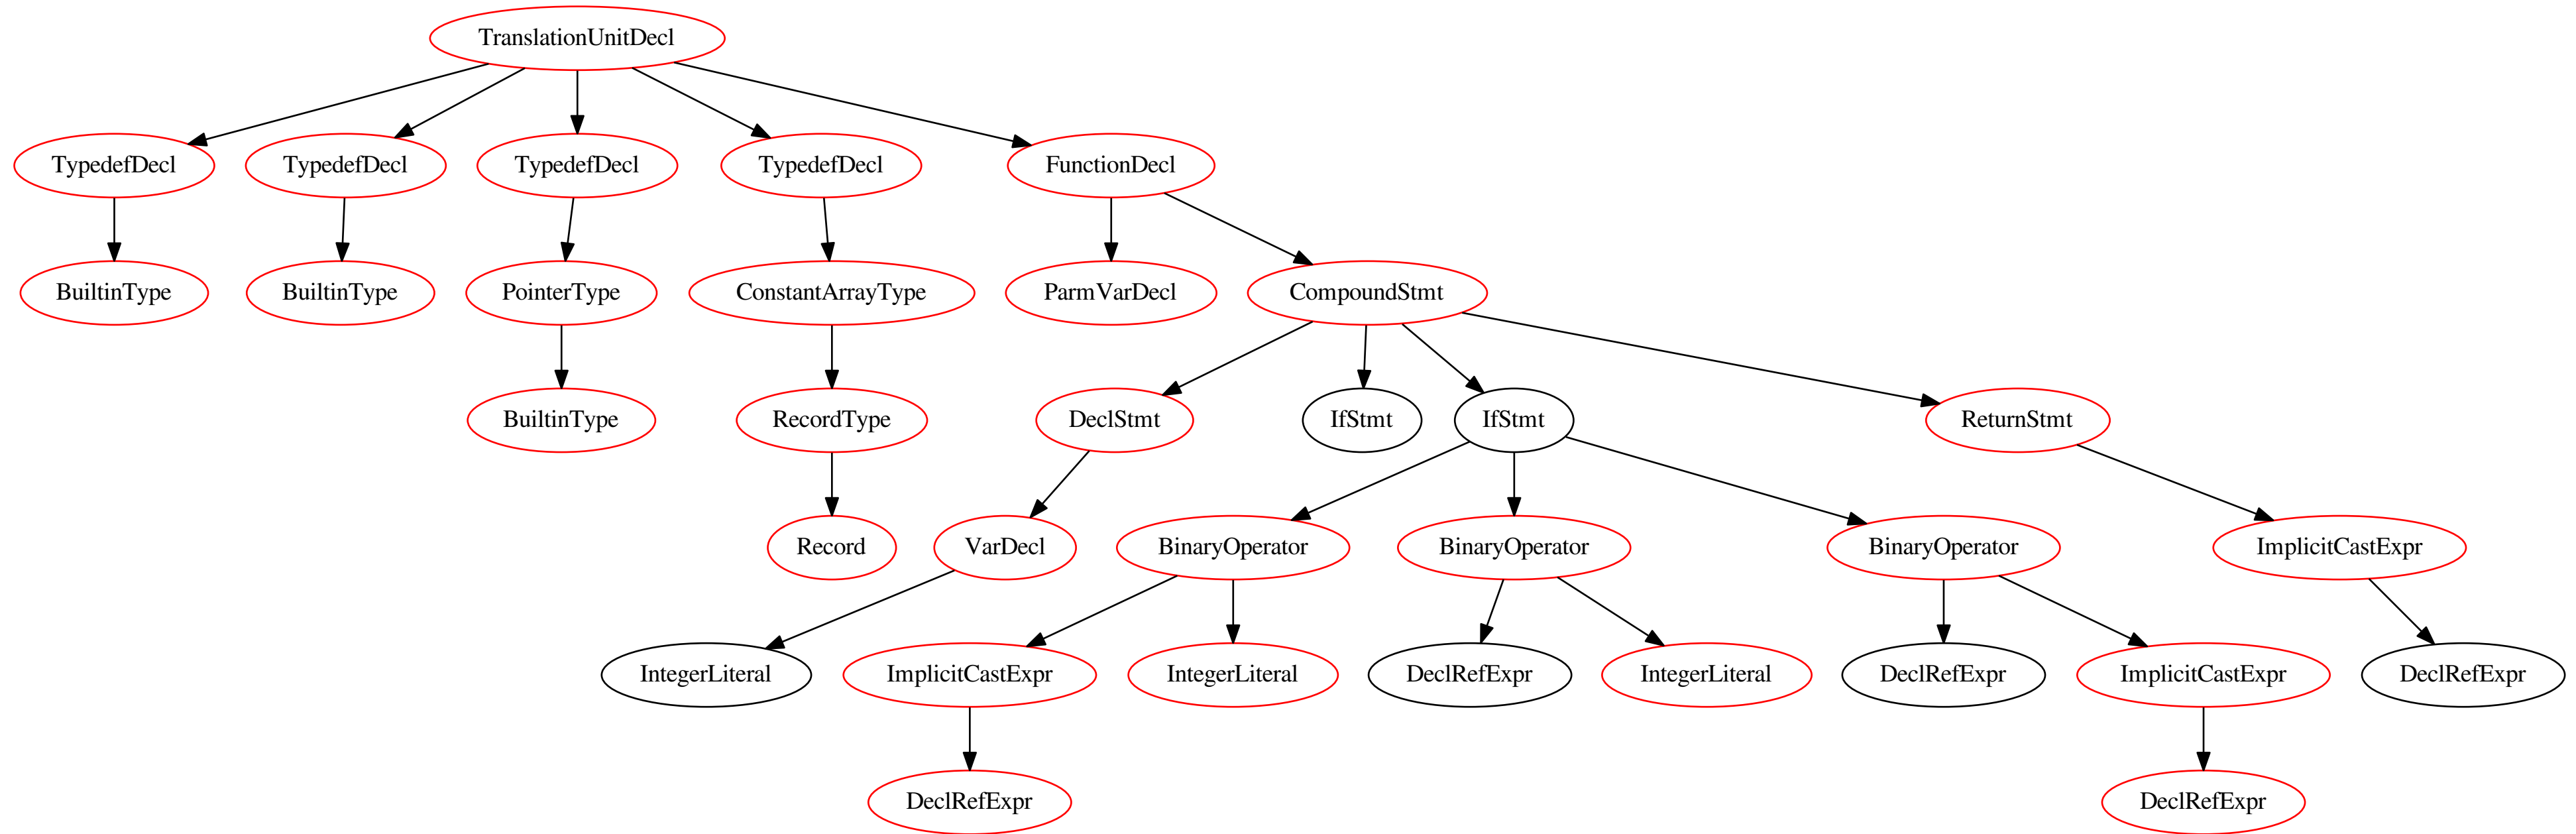 TranslationUnitDecl
TypedefDecl TypedefDecl TypedefDecl TypedefDecl FunctionDecl
BuiltinType BuiltinType PointerType ConstantArrayType ParmVarDecl CompoundStmt
BuiltinType RecordType DeclStmt IfStmt IfStmt ReturnStmt
Record VarDecl BinaryOperator BinaryOperator BinaryOperator ImplicitCastExpr
IntegerLiteral ImplicitCastExpr IntegerLiteral DeclRefExpr IntegerLiteral DeclRefExpr ImplicitCastExpr DeclRefExpr
DeclRefExpr DeclRefExpr